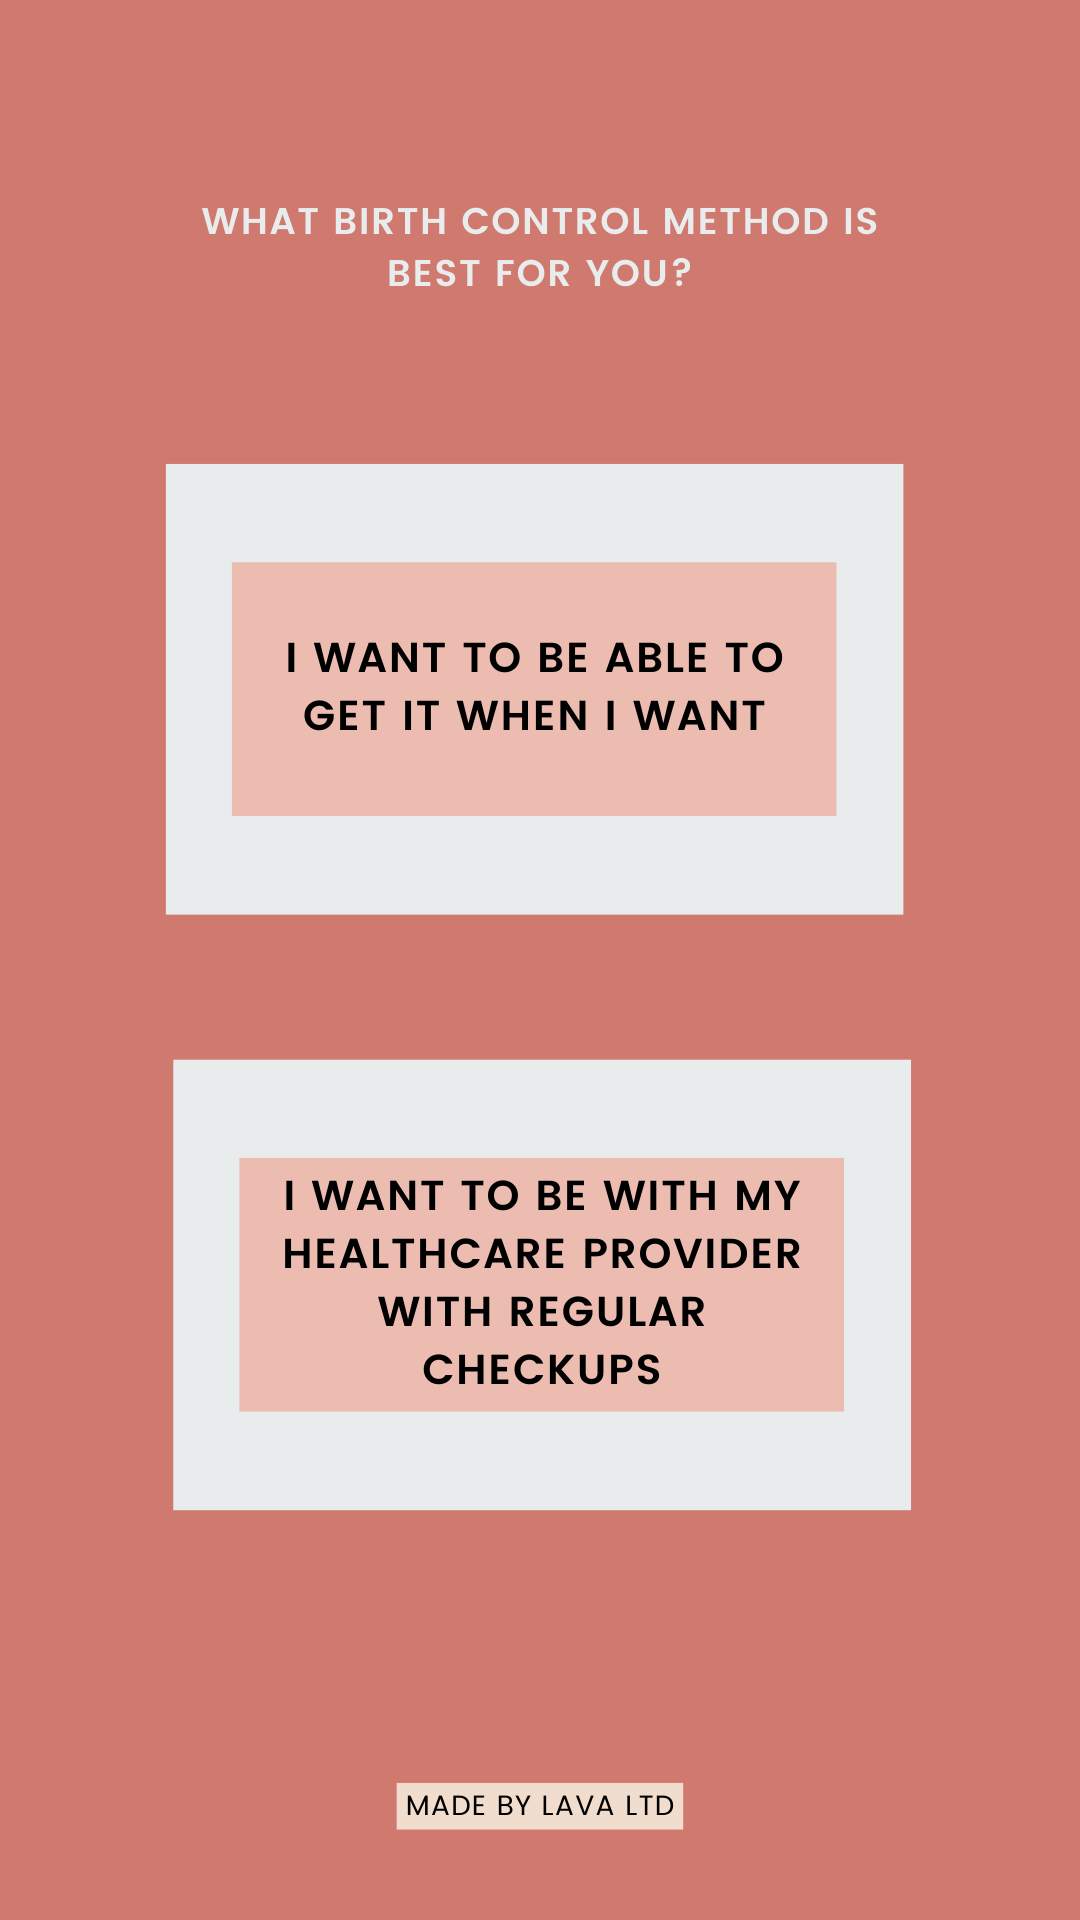 WHAT BIRTH CONTROL METHOD IS
BEST FOR YOU?
I WANT TO BE ABLE TO
GET IT WHEN I WANT
I WANT TO BE WITH MY
HEALTHCARE PROVIDER
WITH REGULAR
CHECKUPS
MADE BY LAVA LTD